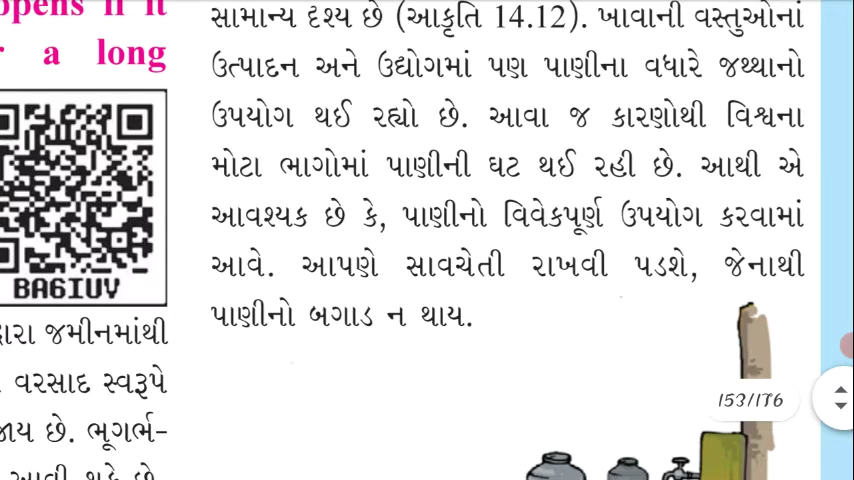 opens if it
a long
BA6IUV
જમીનમાંથી
વરસાદ સ્વરૂપે
છે. ભૂગર્ભ-
સામાન્ય દૃશ્ય છે (આકૃતિ 14.12). ખાવાની વસ્તુઓનાં
ઉત્પાદન અને ઉદ્યોગમાં પણ પાણીના વધારે જથ્થાનો
ઉપયોગ થઈ રહ્યો છે. આવા જ કારણોથી વિશ્વના
મોટા ભાગોમાં પાણીની ઘટ થઈ રહી છે. આથી એ
આવશ્યક છે કે, પાણીનો વિવેકપૂર્ણ ઉપયોગ કરવામાં
આવે. આપણે સાવચેતી રાખવી પડશે, જેનાથી
પાણીનો બગાડ ન થાય.
153/176